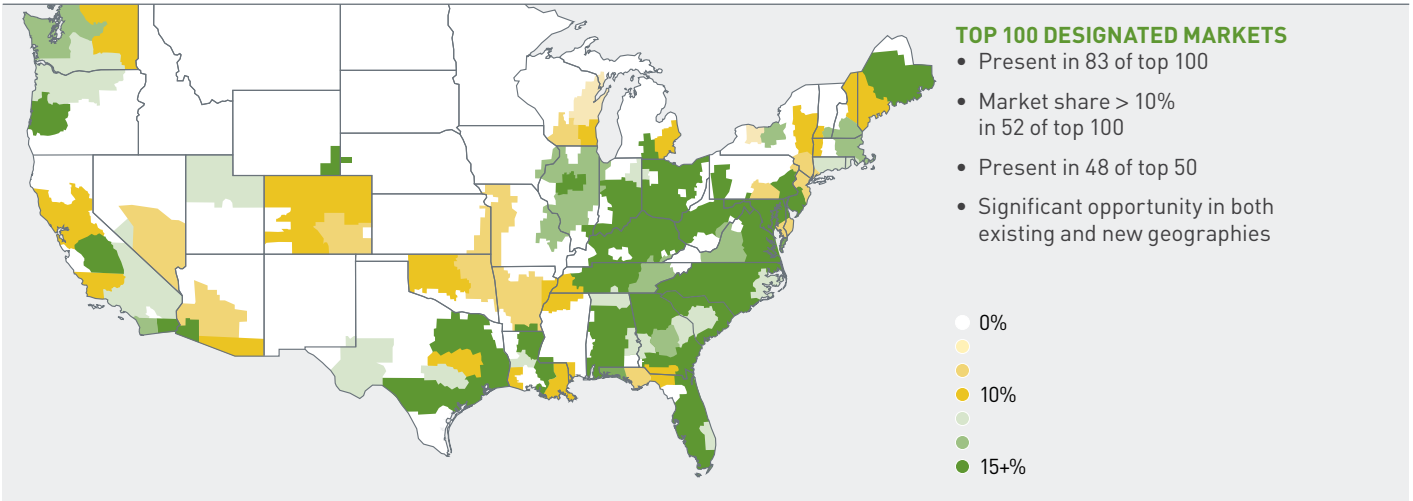 TOP 100 DESIGNATED MARKETS
• Present in 83 of top 100
• Market share > 10%
in 52 of top 100
• Present in 48 of top 50
• Significant opportunity in both
existing and new geographies
0%
10%
15+%